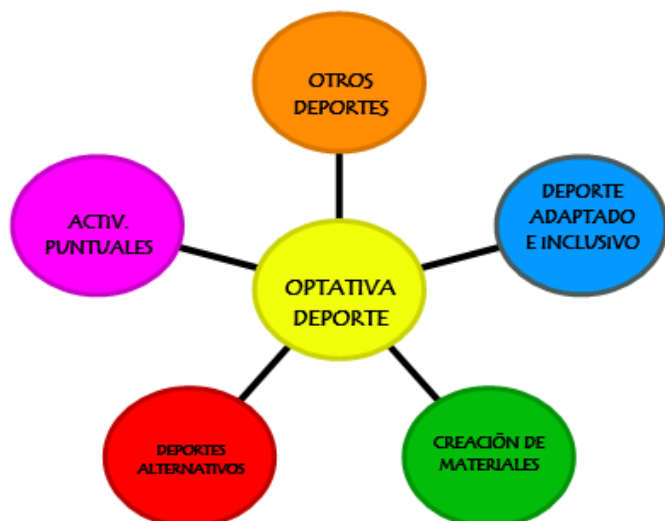 OTROS
DEPORTES
DEPORTE
ADAPTADO
E INCLUSIVO
ACTIV.
PUNTUALES
OPTATIVA
DEPORTE
DEPORTES
ALTERNATIVOS
CREACIÓN DE
MATERIALES